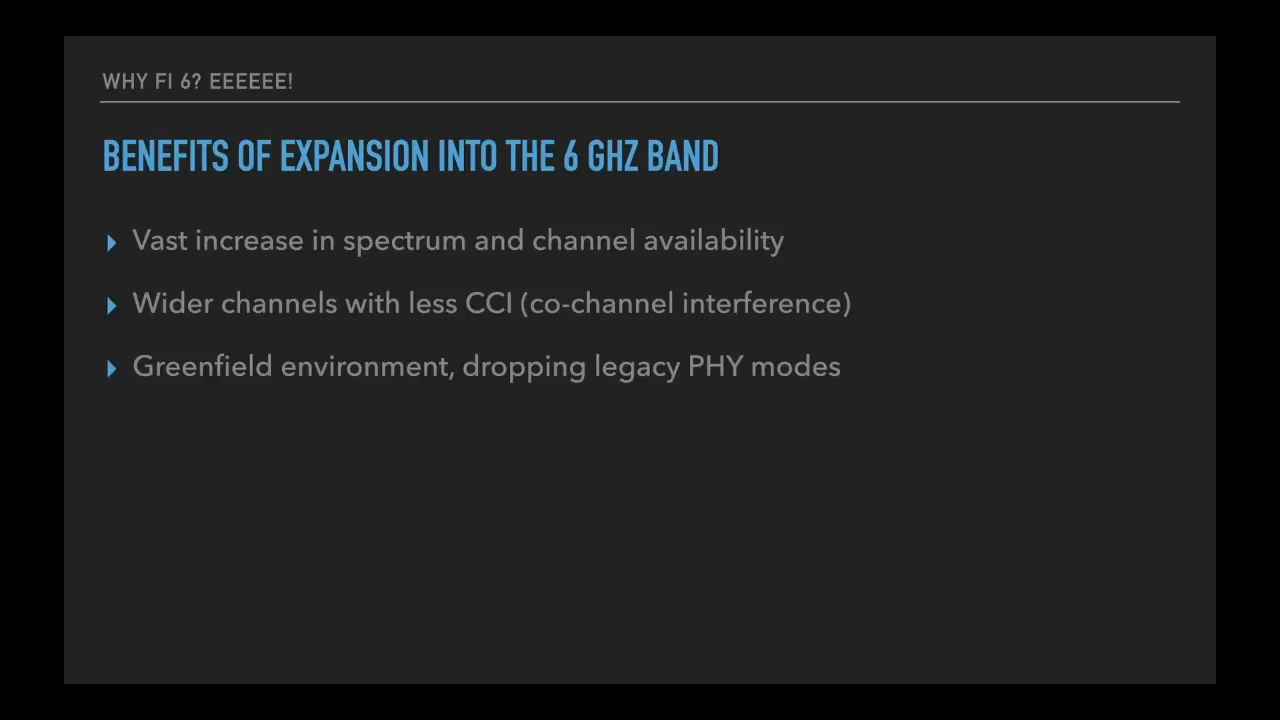 WHY FI 6? EEEEEE!
BENEFITS OF EXPANSION INTO THE 6 GHZ BAND
Vast increase in spectrum and channel availability
Wider channels with less CCI (co-channel interference)
Greenfield environment, dropping legacy PHY modes